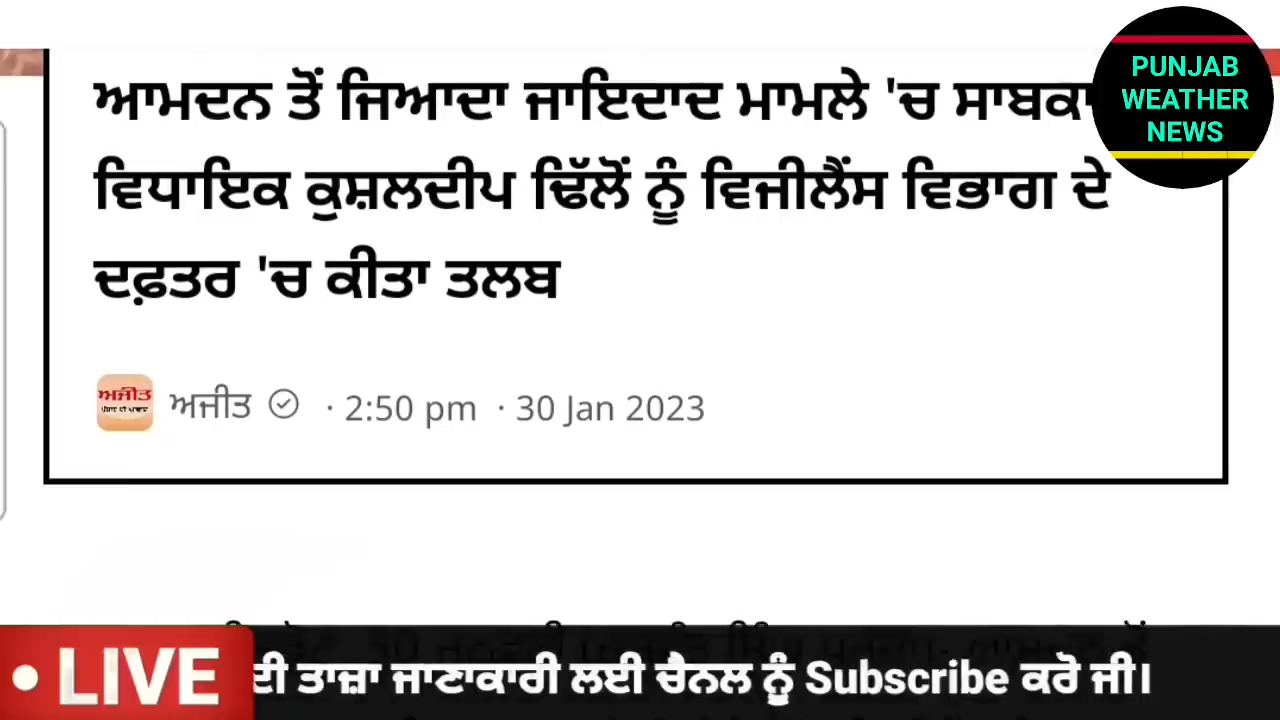 ਆਮਦਨ ਤੋਂ ਜਿਆਦਾ ਜਾਇਦਾਦ ਮਾਮਲੇ 'ਚ ਸਾਬਕਾ
ਵਿਧਾਇਕ ਕੁਸ਼ਲਦੀਪ ਢਿੱਲੋਂ ਨੂੰ ਵਿਜੀਲੈਂਸ ਵਿਭਾਗ ਦੇ
ਦਫ਼ਤਰ 'ਚ ਕੀਤਾ ਤਲਬ
PUNJAB
WEATHER
NEWS
ਅਜੀਤ
ਅਜੀਤ · 2:50 pm · 30 Jan 2023
LIVE
ਦੀ ਤਾਜ਼ਾ ਜਾਣਾਕਾਰੀ ਲਈ ਚੈਨਲ ਨੂੰ Subscribe ਕਰੋ ਜੀ।